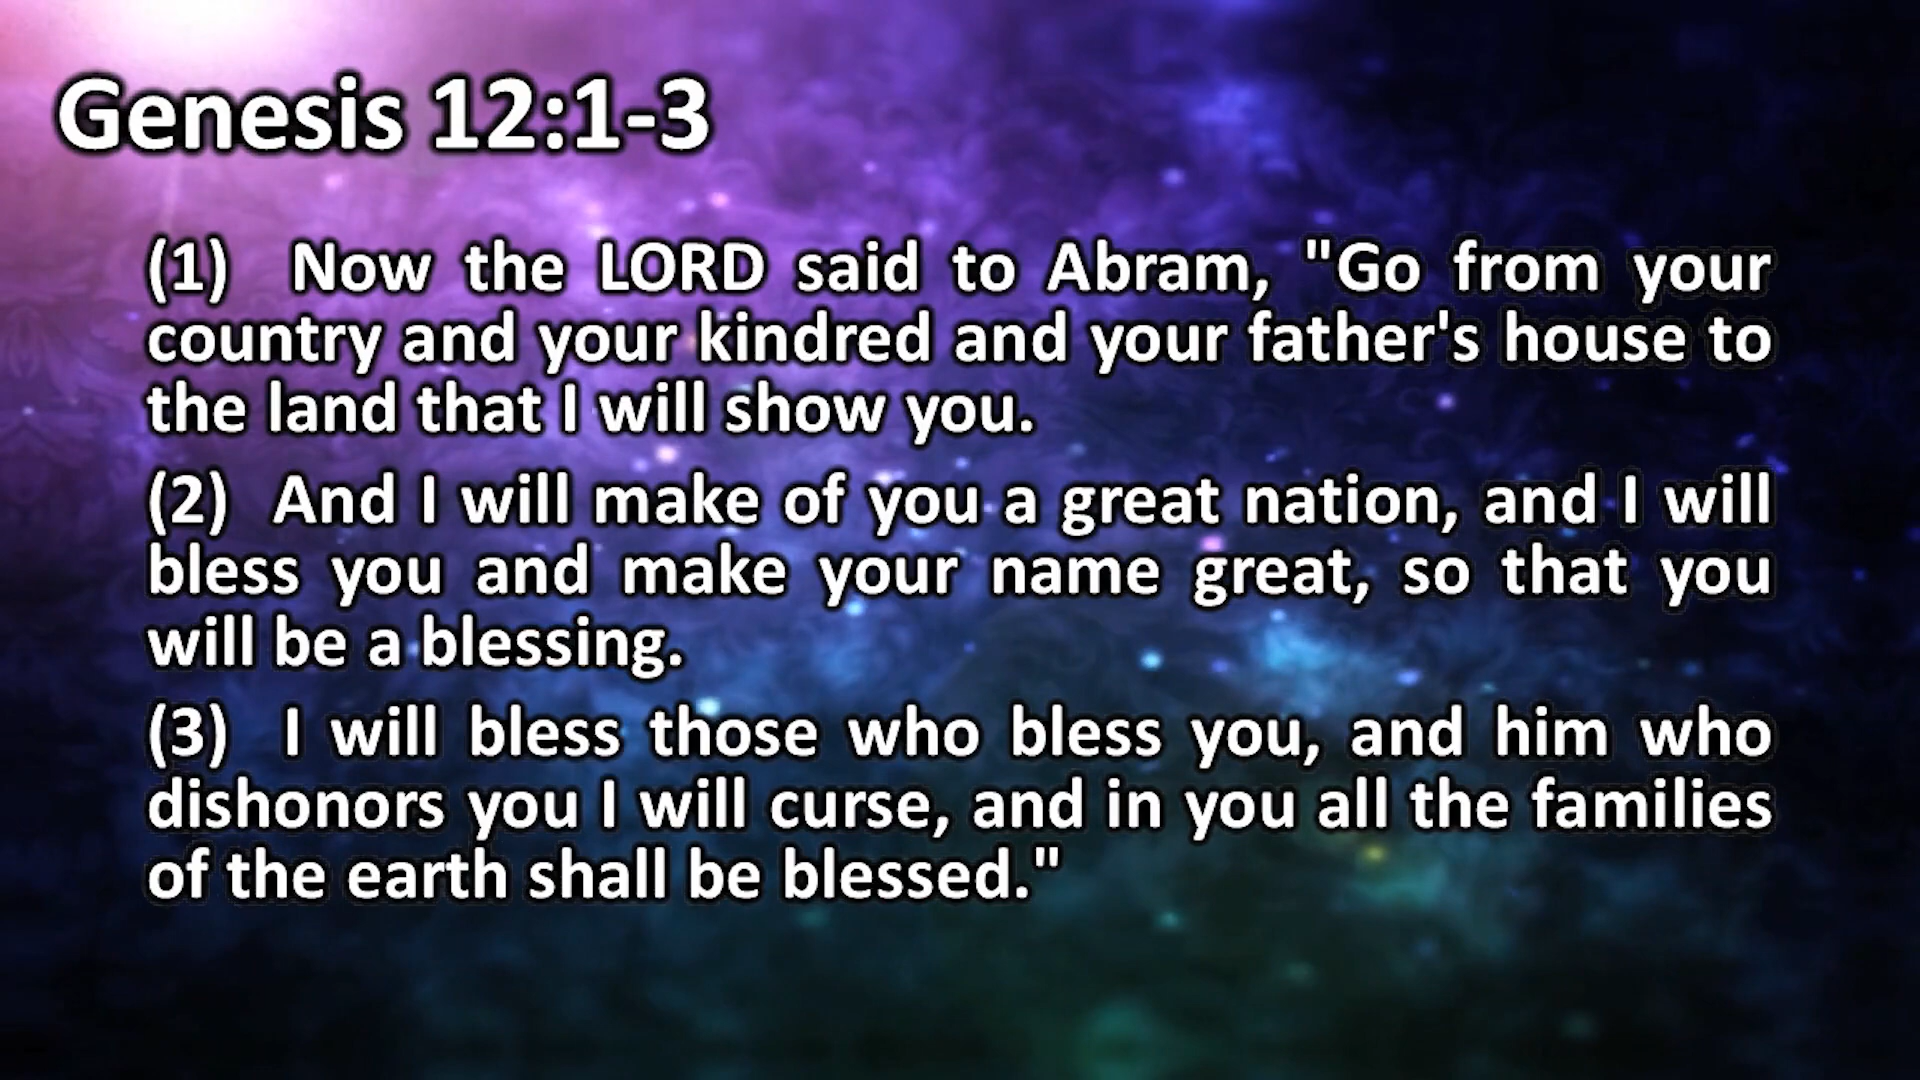 Genesis 12:1-3
(1) Now the LORD said to Abram, "Go from your
country and your kindred and your father's house to
the land that I will show you.
(2) And I will make of you a great nation, and I will
bless you and make your name great, so that you
will be a blessing.
(3) I will bless those who bless you, and him who
dishonors you I will curse, and in you all the families
of the earth shall be blessed."